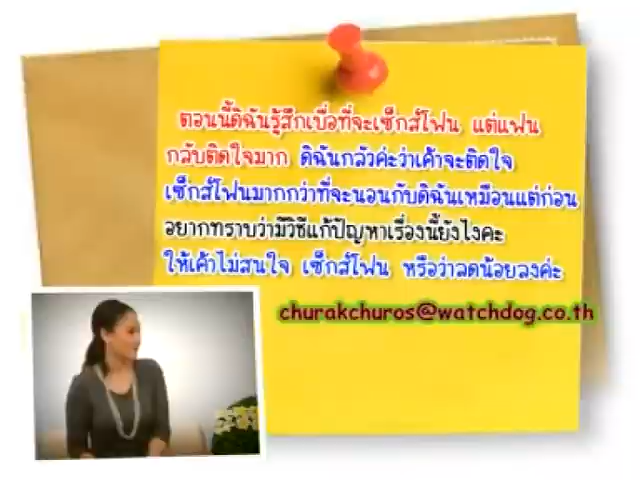 ตอนนี้ดิฉันรู้สึกเบื่อที่จะเซ็กส์โฟน แต่แฟน
กลับติดใจมาก ดิฉันกลัวค่ะว่าเค้าจะติดใจ
เซ็กส์โฟนมากกว่าที่จะนอนกับดิฉันเหมือนแต่ก่อน
อยากทราบว่ามีวิธีแก้ปัญหาเรื่องนี้ยังไงคะ
ให้เค้าไม่สนใจ เซ็กส์โฟน หรือว่าลดน้อยลงค่ะ
churakchuros@watchdog.co.th